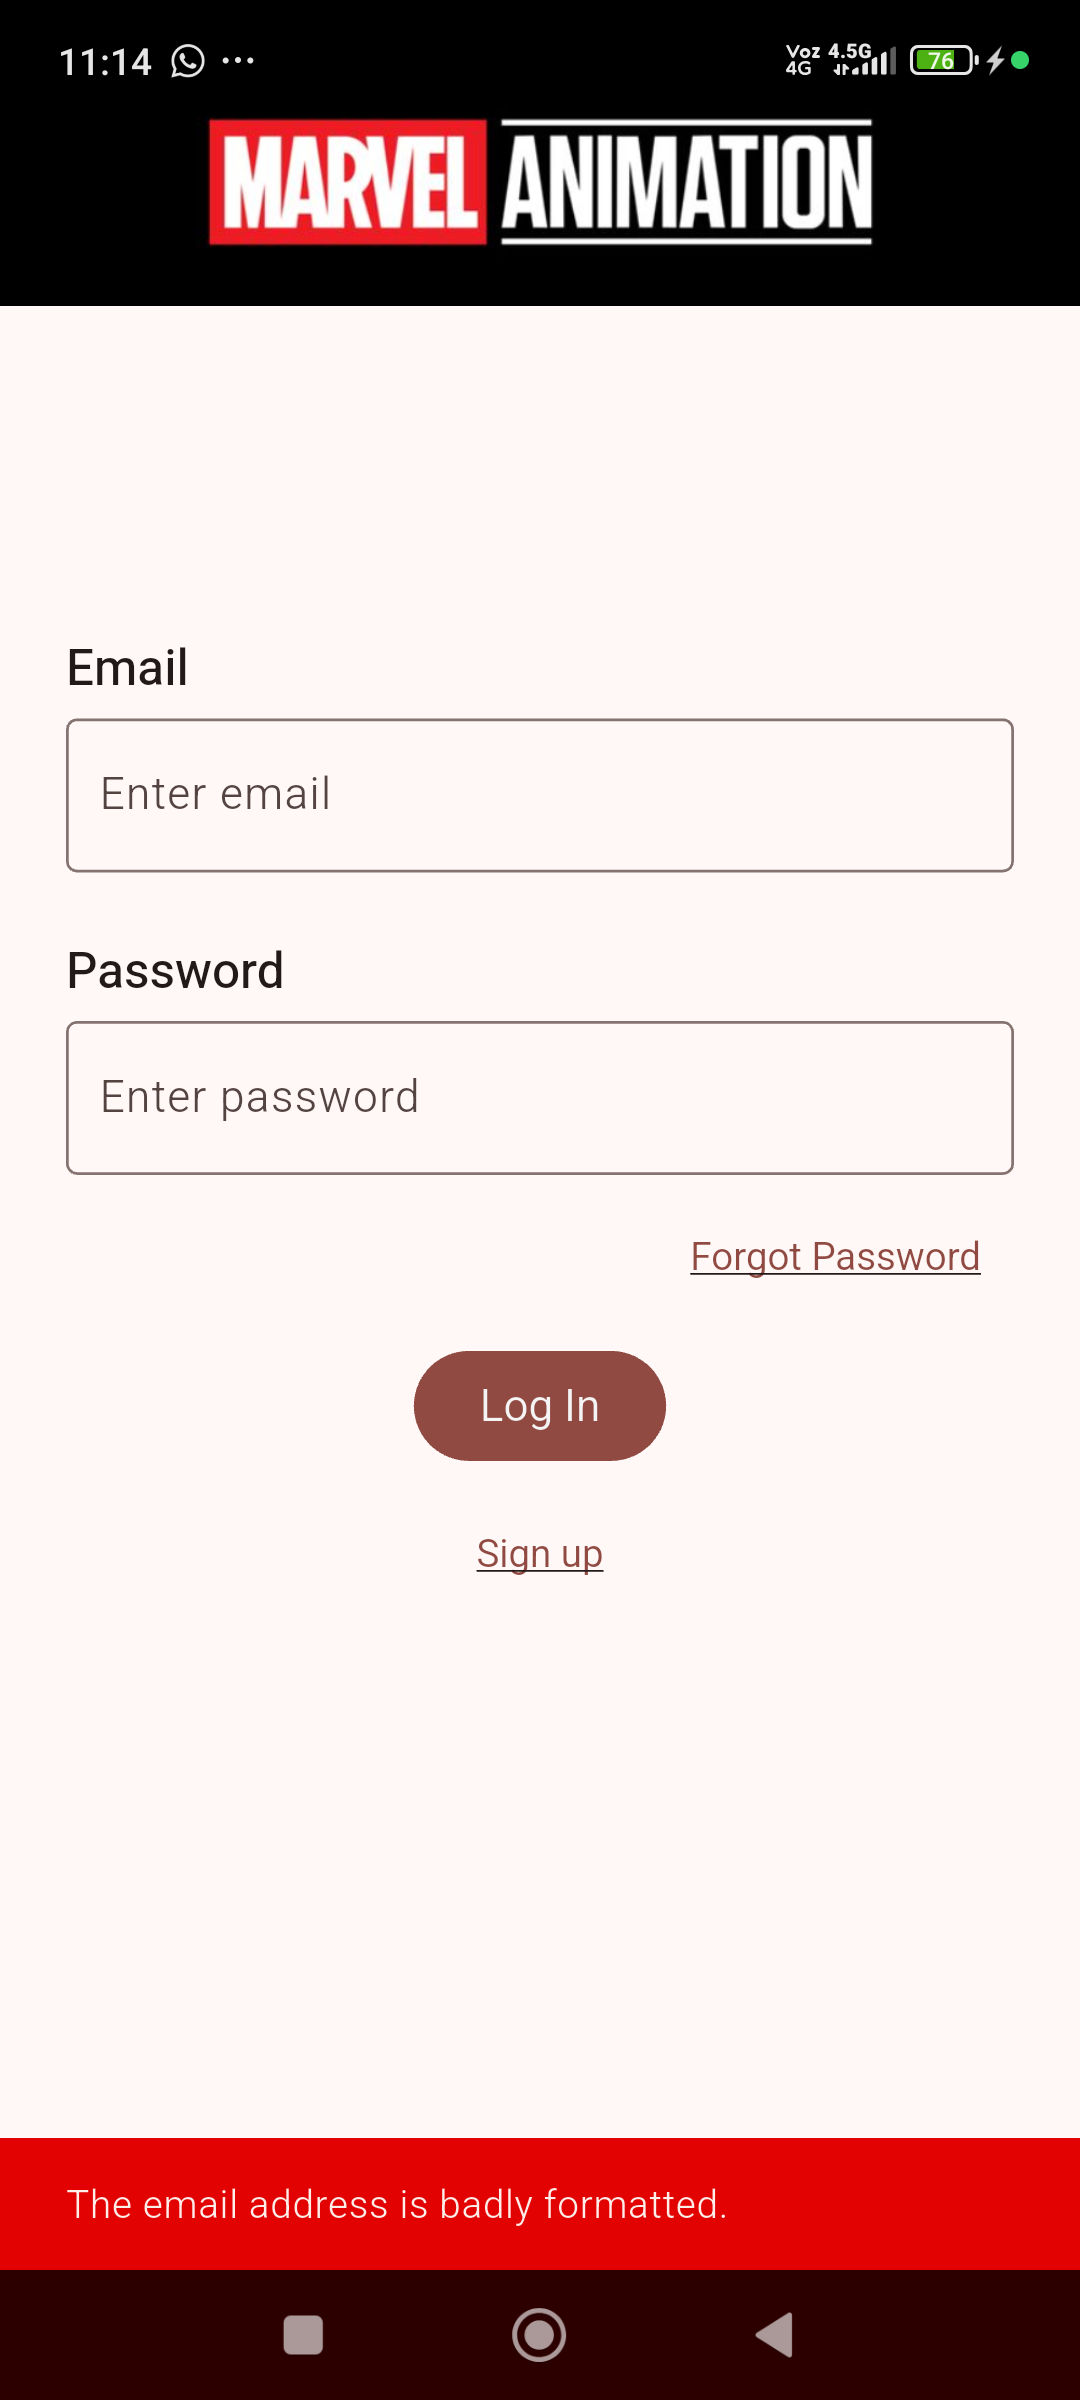 11:14
Voz 4.5G
4G
76
MARVEL ANIMATION
Email
Enter email
Password
Enter password
Forgot Password
Log In
Sign up
The email address is badly formatted.